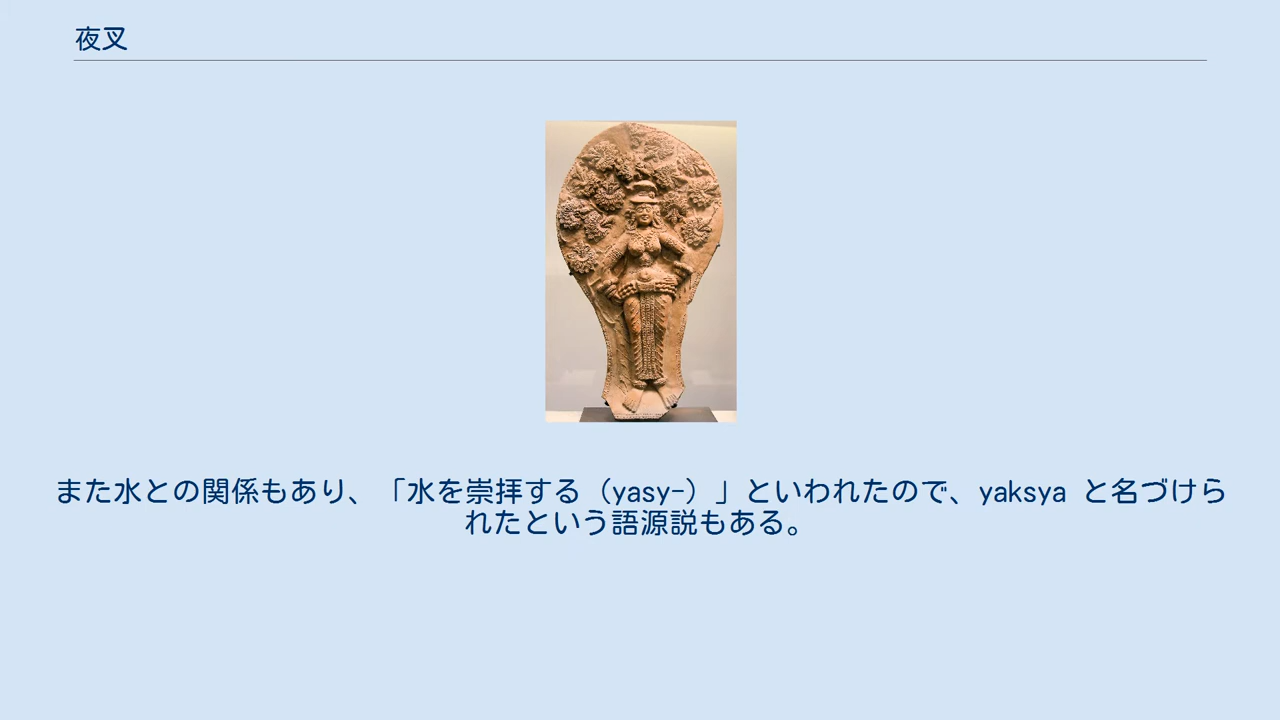 夜叉
また水との関係もあり、「水を崇拝する（yasy-）」といわれたので、yaksya と名づけら
れたという語源説もある。